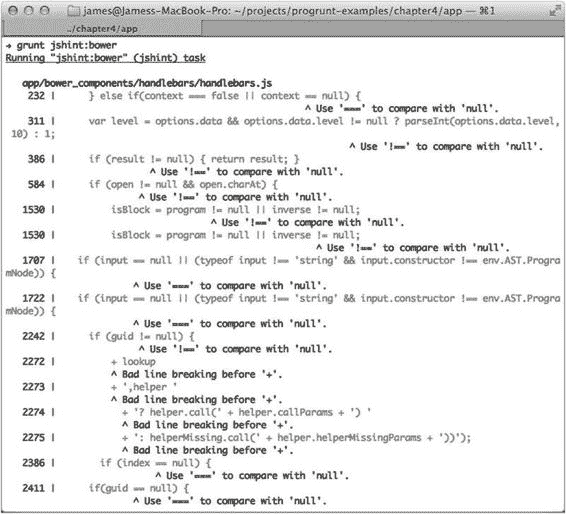 james@Jamess-MacBook-Pro: ~/projects/progrunt-examples/chapter4/app — ⌘1
../chapter4/app
→ grunt jshint:bower
Running "jshint:bower" (jshint) task
app/bower_components/handlebars/handlebars.js
232 | } else if(context === false || context == null) {
^ Use '===' to compare with 'null'.
311 | var level = options.data && options.data.level != null ? parseInt(options.data.level,
10) : 1;
^ Use '!==' to compare with 'null'.
386 | if (result != null) { return result; }
^ Use '!==' to compare with 'null'.
584 | if (open != null && open.charAt) {
^ Use '!==' to compare with 'null'.
1530 | isBlock = program != null || inverse != null;
^ Use '!==' to compare with 'null'.
1530 | isBlock = program != null || inverse != null;
^ Use '!==' to compare with 'null'.
1707 | if (input == null || (typeof input !== 'string' && input.constructor !== env.AST.Progra
mNode)) {
^ Use '===' to compare with 'null'.
1722 | if (input == null || (typeof input !== 'string' && input.constructor !== env.AST.Progra
mNode)) {
^ Use '===' to compare with 'null'.
2242 | if (guid != null) {
^ Use '!==' to compare with 'null'.
2272 | + lookup
^ Bad line breaking before '+'.
2273 | + ',helper '
^ Bad line breaking before '+'.
2274 | + '? helper.call(' + helper.callParams + ') '
^ Bad line breaking before '+'.
2275 | + ': helperMissing.call(' + helper.helperMissingParams + '))');
^ Bad line breaking before '+'.
2386 | if (index == null) {
^ Use '===' to compare with 'null'.
2411 | if(guid == null) {
^ Use '===' to compare with 'null'.